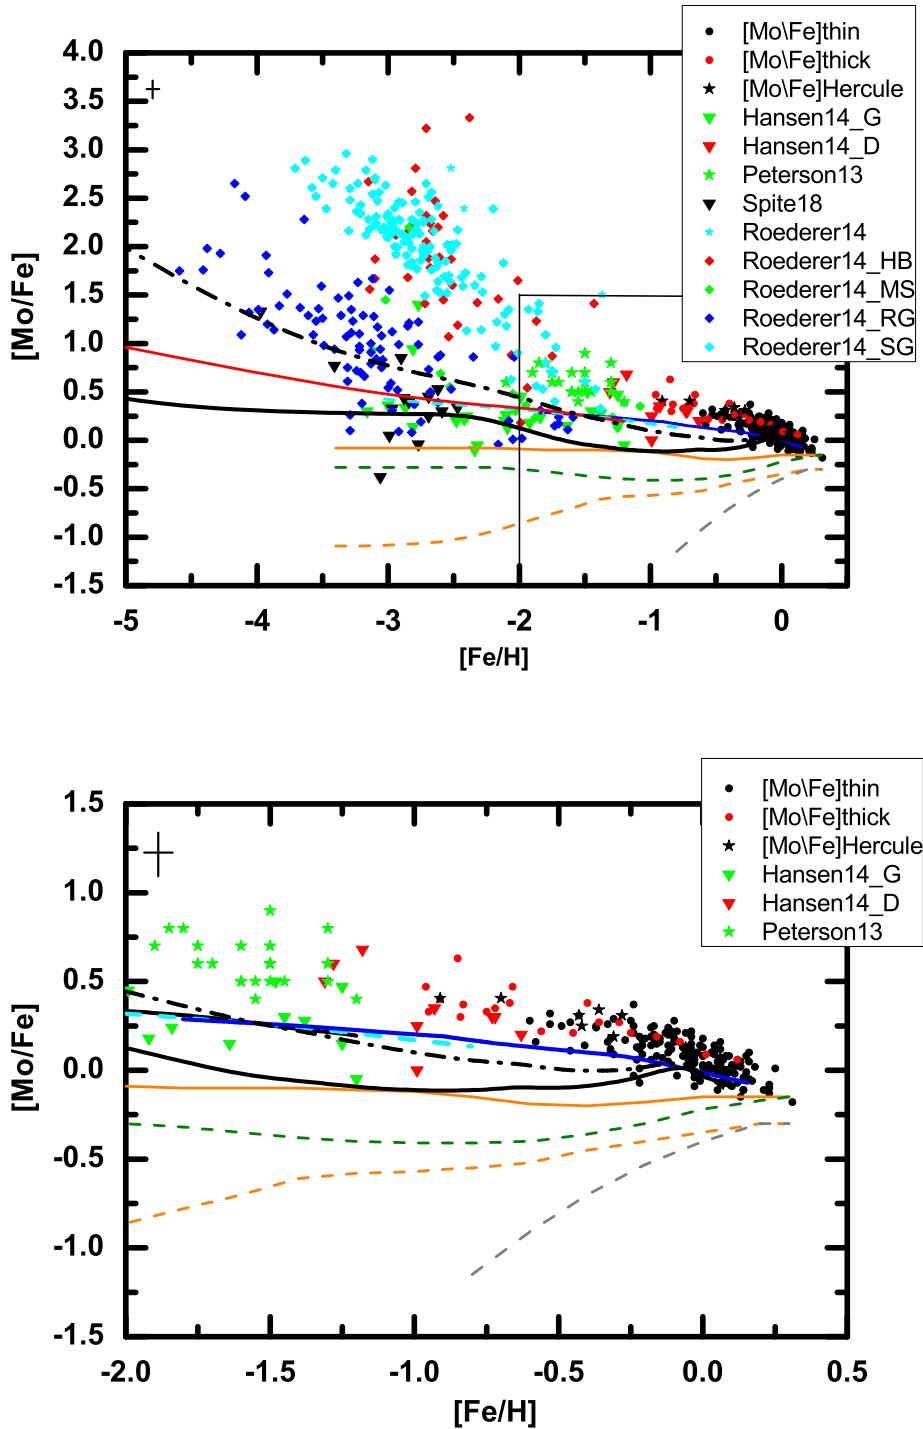 [Mo\Fe]thin
[Mo\Fe]thick
[Mo\Fe]Hercule
Hansen14_G
Hansen14_D
Peterson13
Spite18
Roederer14
Roederer14_HB
Roederer14_MS
Roederer14_RG
Roederer14_SG
4.0
3.5
3.0
2.5
2.0
1.5
1.0
0.5
0.0
-0.5
-1.0
-1.5
[Mo/Fe]
-5 -4 -3 -2 -1 0
[Fe/H]
[Mo\Fe]thin
[Mo\Fe]thick
[Mo\Fe]Hercule
Hansen14_G
Hansen14_D
Peterson13
1.5
1.0
0.5
0.0
-0.5
-1.0
-1.5
[Mo/Fe]
-2.0 -1.5 -1.0 -0.5 0.0 0.5
[Fe/H]